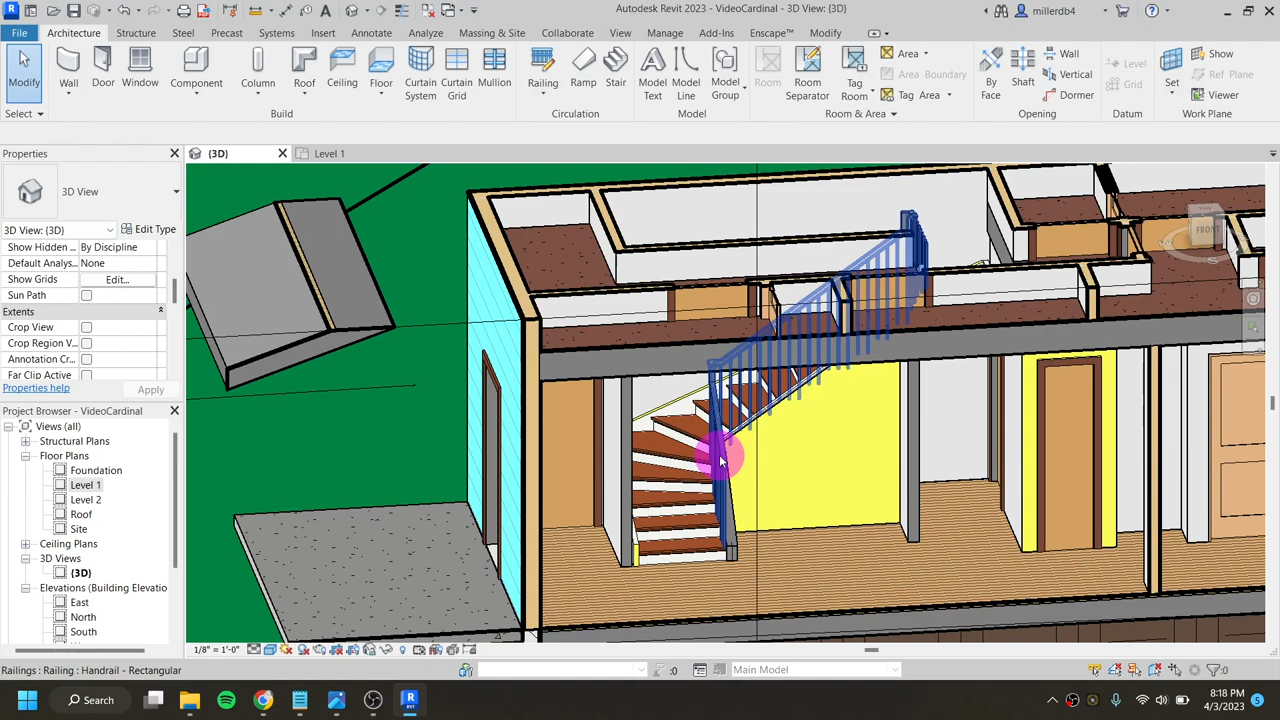 Autodesk Revit 2023 - VideoCardinal - 3D View: {3D}
millerdb4
File Architecture Structure Steel Precast Systems Insert Annotate Analyze Massing & Site Collaborate View Manage Add-Ins Enscape™ Modify
Modify Wall Door Window Component Column Roof Ceiling Floor Curtain System Curtain Grid Mullion Railing Ramp Stair Model Text Model Line Model Group Room Room Separator Tag Room By Face Shaft Set
Area
Area Boundary
Tag Area
Wall
Vertical
Dormer
Level
Grid
Show
Ref Plane
Viewer
Select Build Circulation Model Room & Area Opening Datum Work Plane
Properties
{3D} Level 1
3D View
3D View: {3D} Edit Type
Show Hidden By Discipline
Default Analys... None
Show Grids Edit...
Sun Path
Extents
Crop View
Crop Region V...
Annotation Cr...
Far Clip Active
Properties help Apply
Project Browser - VideoCardinal
Views (all)
Structural Plans
Floor Plans
Foundation
Level 1
Level 2
Roof
Site
Ceiling Plans
3D Views
{3D}
Elevations (Building Elevatio
East
North
South
FRONT
1/8" = 1'-0"
Railings : Railing : Handrail - Rectangular
:0 Main Model :0
Search
8:18 PM
4/3/2023